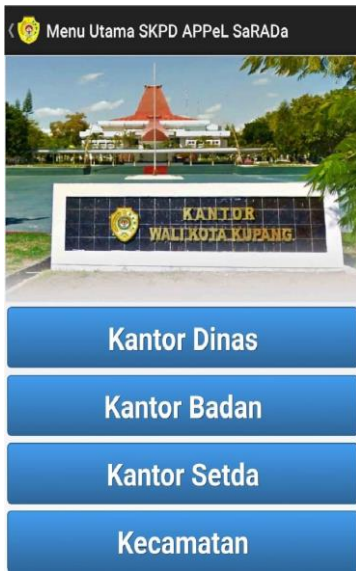 Menu Utama SKPD APPeL SaRADa
KANTOR
WALI KOTA KUPANG
Kantor Dinas
Kantor Badan
Kantor Setda
Kecamatan